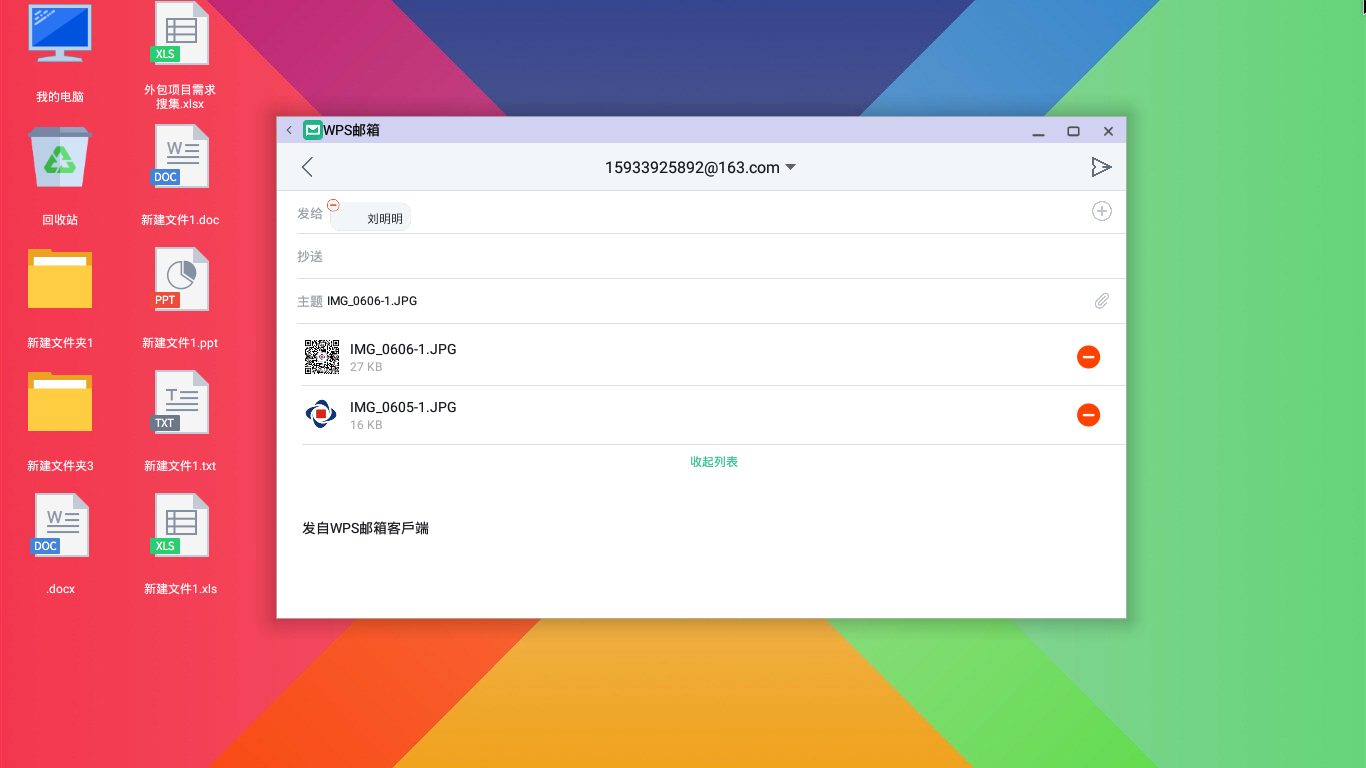 我的电脑
XLS
外包项目需求
搜集.xlsx
回收站
W
DOC
新建文件1.doc
新建文件夹1
PPT
新建文件1.ppt
新建文件夹3
T
TXT
新建文件1.txt
W
DOC
.docx
XLS
新建文件1.xls
WPS邮箱
15933925892@163.com
发给 刘明明
抄送
主题 IMG_0606-1.JPG
IMG_0606-1.JPG
27 KB
IMG_0605-1.JPG
16 KB
收起列表
发自WPS邮箱客戶端